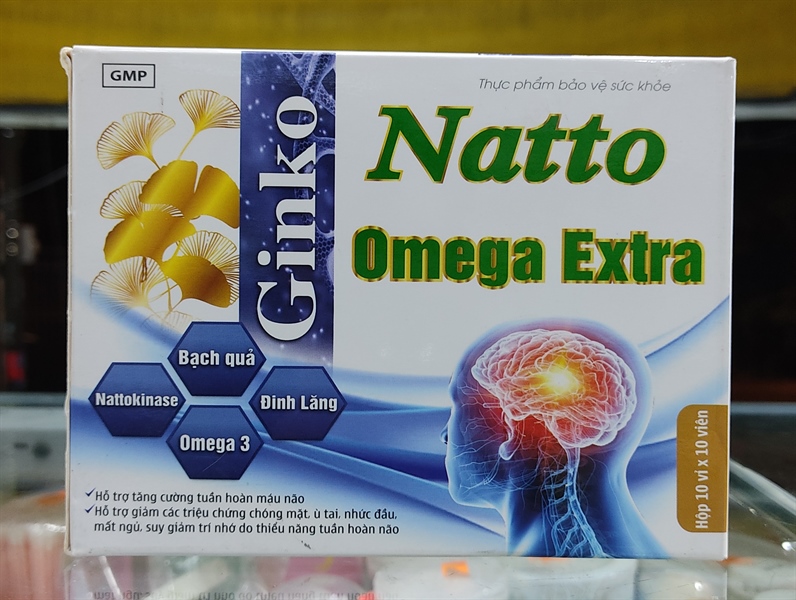 GMP
Ginko
Thực phẩm bảo vệ sức khỏe
Natto
Omega Extra
Bạch quả
Nattokinase
Đinh Lăng
Omega 3
Hỗ trợ tăng cường tuần hoàn máu não
Hỗ trợ giảm các triệu chứng chóng mặt, ù tai, nhức đầu,
mất ngủ, suy giảm trí nhớ do thiểu năng tuần hoàn não
Hộp 10 vỉ x 10 viên